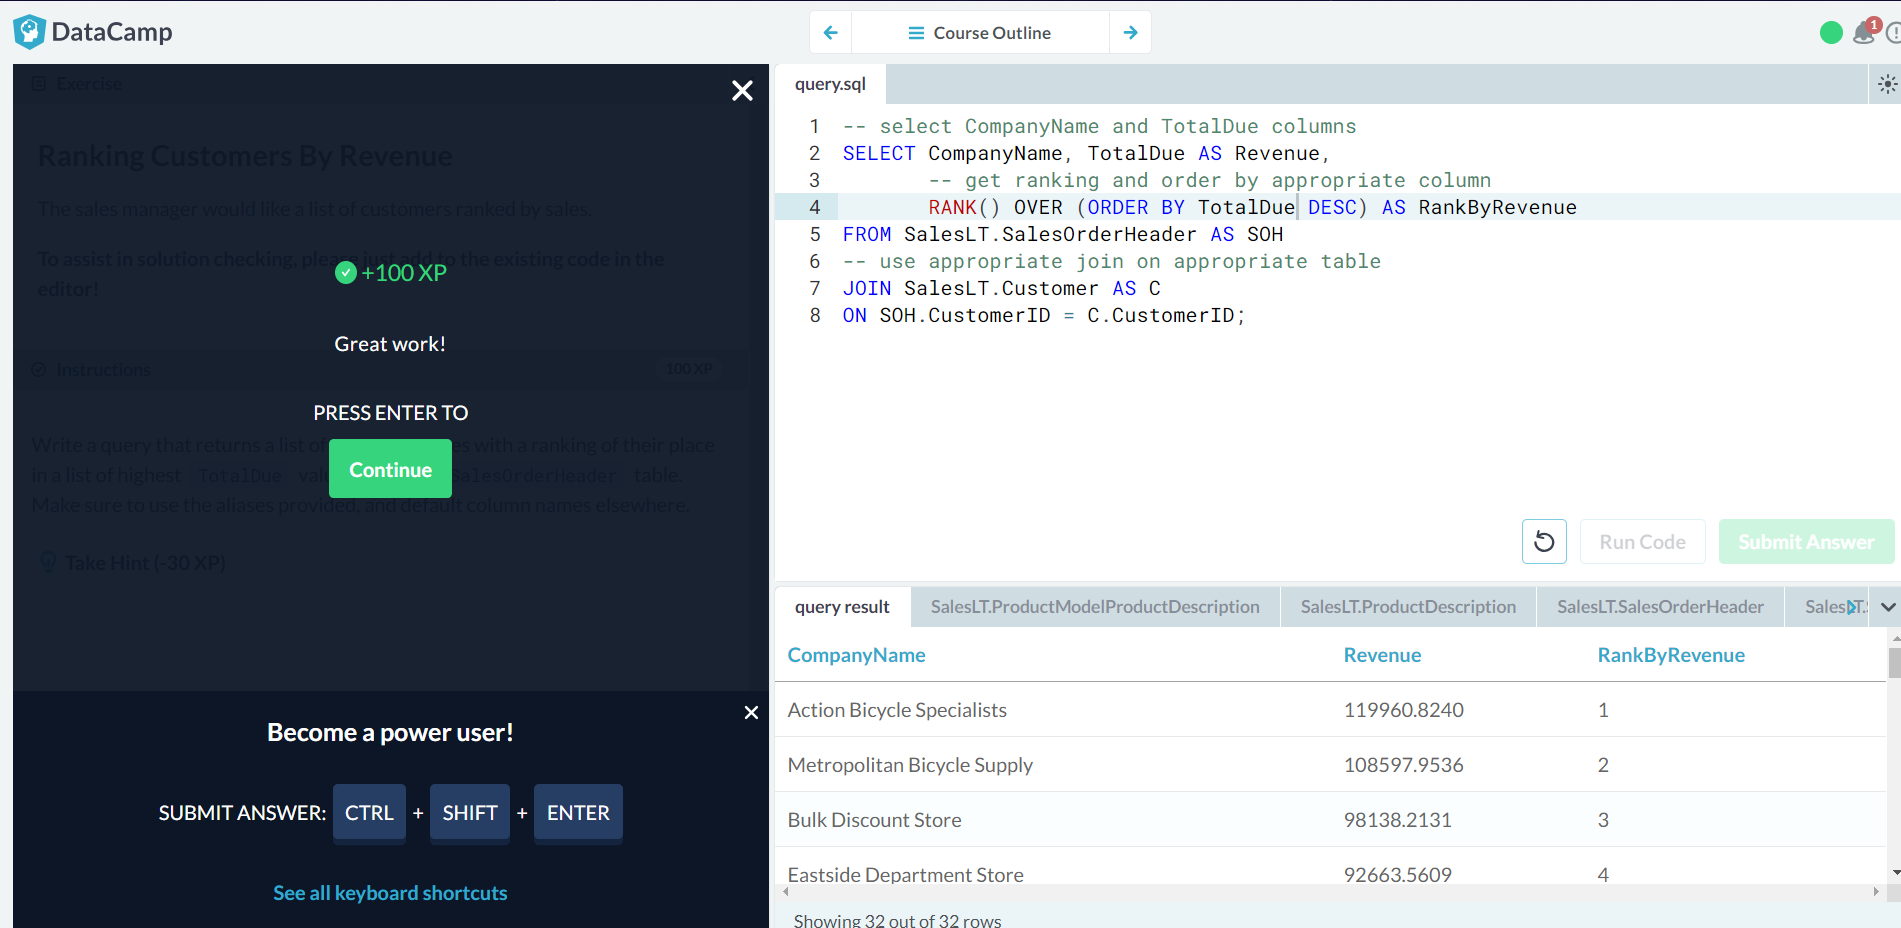 DataCamp
Course Outline
1
Exercise
Ranking Customers By Revenue
The sales manager would like a list of customers ranked by sales.
To assist in solution checking, please just add to the existing code in the
editor!
+100 XP
Great work!
Instructions
100 XP
PRESS ENTER TO
Write a query that returns a list of es with a ranking of their place
in a list of highest TotalDue SalesOrderHeader table.
Make sure to use the aliases provided, and default column names elsewhere.
Continue
Take Hint (-30 XP)
Become a power user!
SUBMIT ANSWER: CTRL + SHIFT + ENTER
See all keyboard shortcuts
query.sql
1 -- select CompanyName and TotalDue columns
2 SELECT CompanyName, TotalDue AS Revenue,
3 -- get ranking and order by appropriate column
4 RANK() OVER (ORDER BY TotalDue DESC) AS RankByRevenue
5 FROM SalesLT.SalesOrderHeader AS SOH
6 -- use appropriate join on appropriate table
7 JOIN SalesLT.Customer AS C
8 ON SOH.CustomerID = C.CustomerID;
Run Code
Submit Answer
query result SalesLT.ProductModelProductDescription SalesLT.ProductDescription SalesLT.SalesOrderHeader
CompanyName Revenue RankByRevenue
Action Bicycle Specialists 119960.8240 1
Metropolitan Bicycle Supply 108597.9536 2
Bulk Discount Store 98138.2131 3
Eastside Department Store 92663.5609 4
Showing 32 out of 32 rows